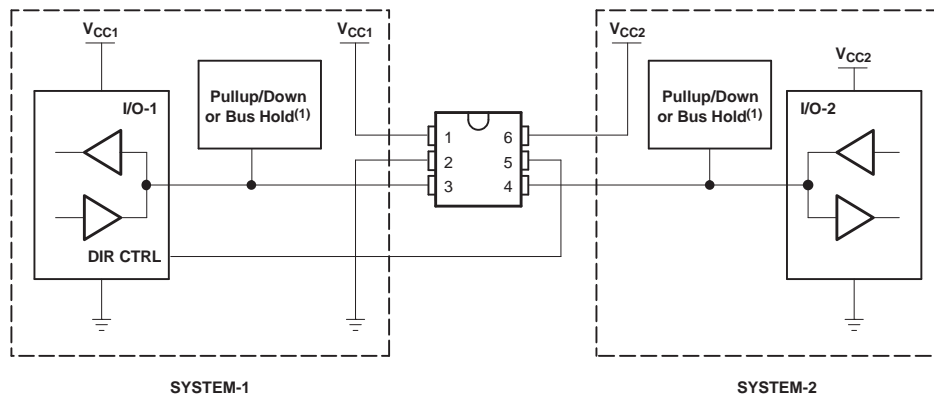 VCC1
VCC1
VCC2
VCC2
I/O-1
Pullup/Down
or Bus Hold(1)
Pullup/Down
or Bus Hold(1)
I/O-2
1 6
2 5
3 4
DIR CTRL
SYSTEM-1
SYSTEM-2